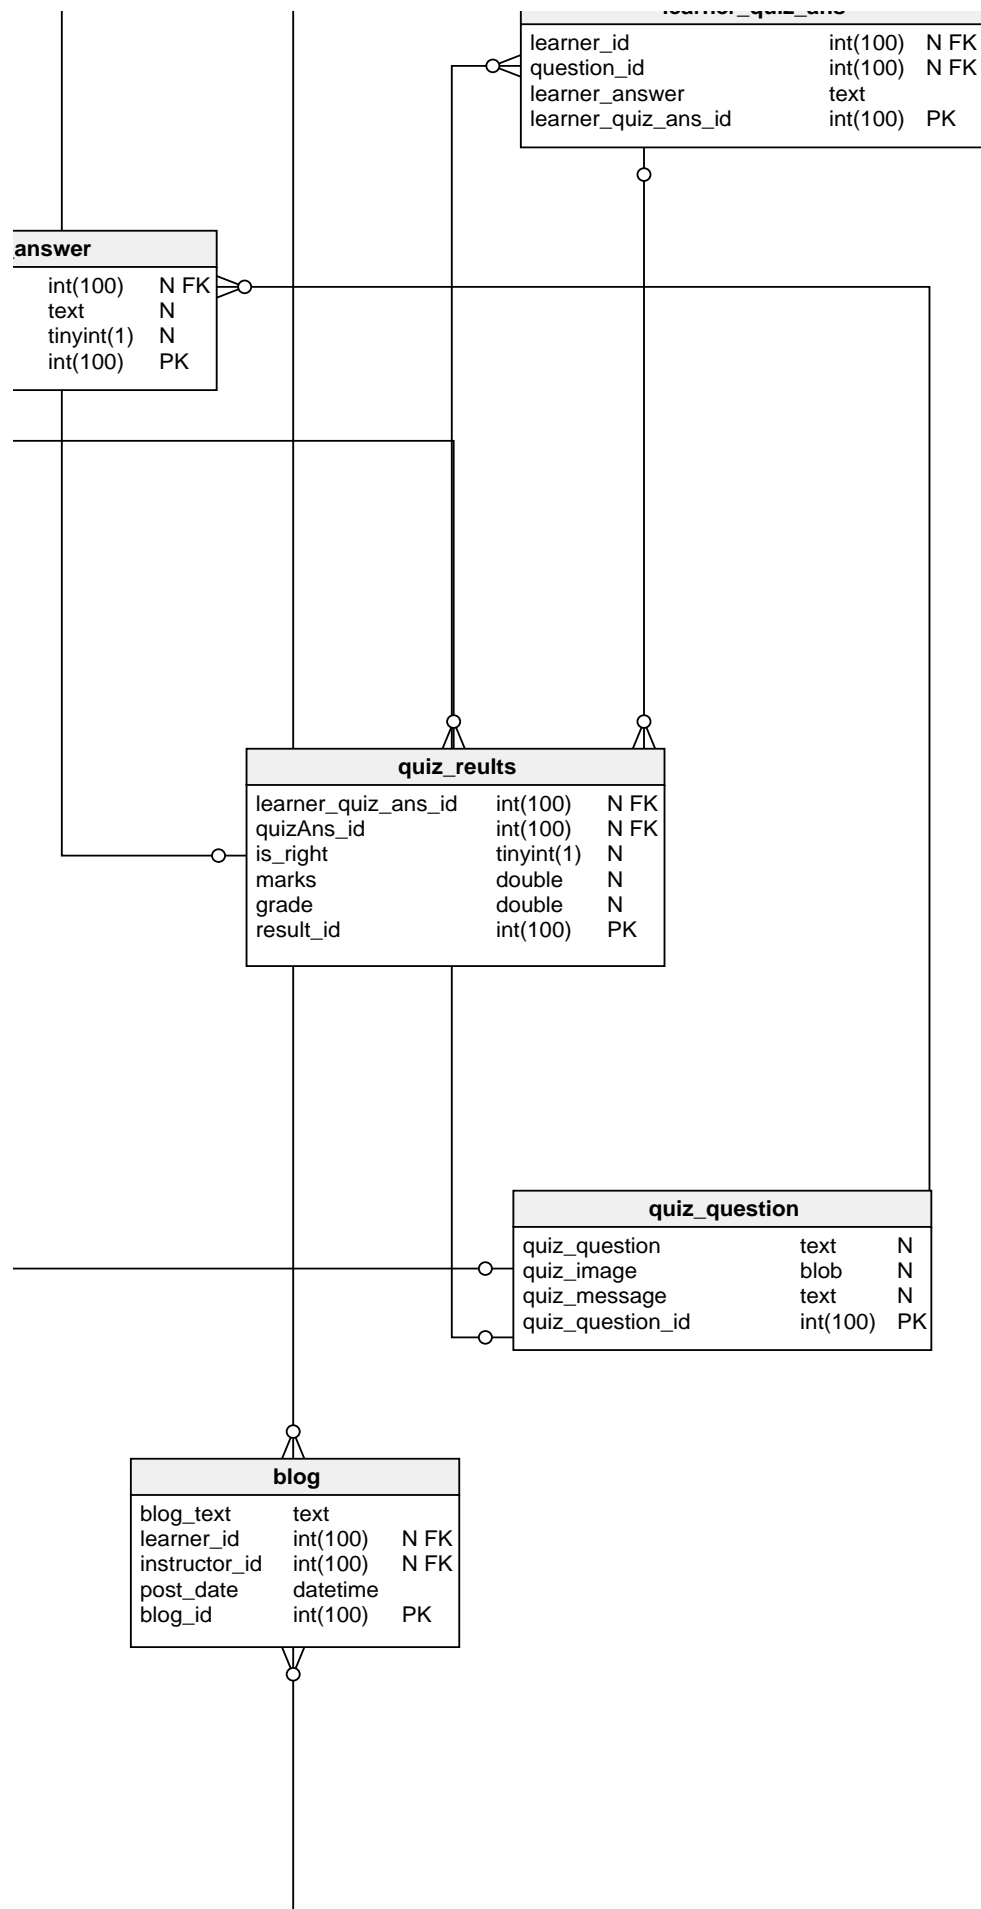 learner_quiz_ans
learner_id int(100) N FK
question_id int(100) N FK
learner_answer text
learner_quiz_ans_id int(100) PK
_answer
int(100) N FK
text N
tinyint(1) N
int(100) PK
quiz_reults
learner_quiz_ans_id int(100) N FK
quizAns_id int(100) N FK
is_right tinyint(1) N
marks double N
grade double N
result_id int(100) PK
quiz_question
quiz_question text N
quiz_image blob N
quiz_message text N
quiz_question_id int(100) PK
blog
blog_text text
learner_id int(100) N FK
instructor_id int(100) N FK
post_date datetime
blog_id int(100) PK